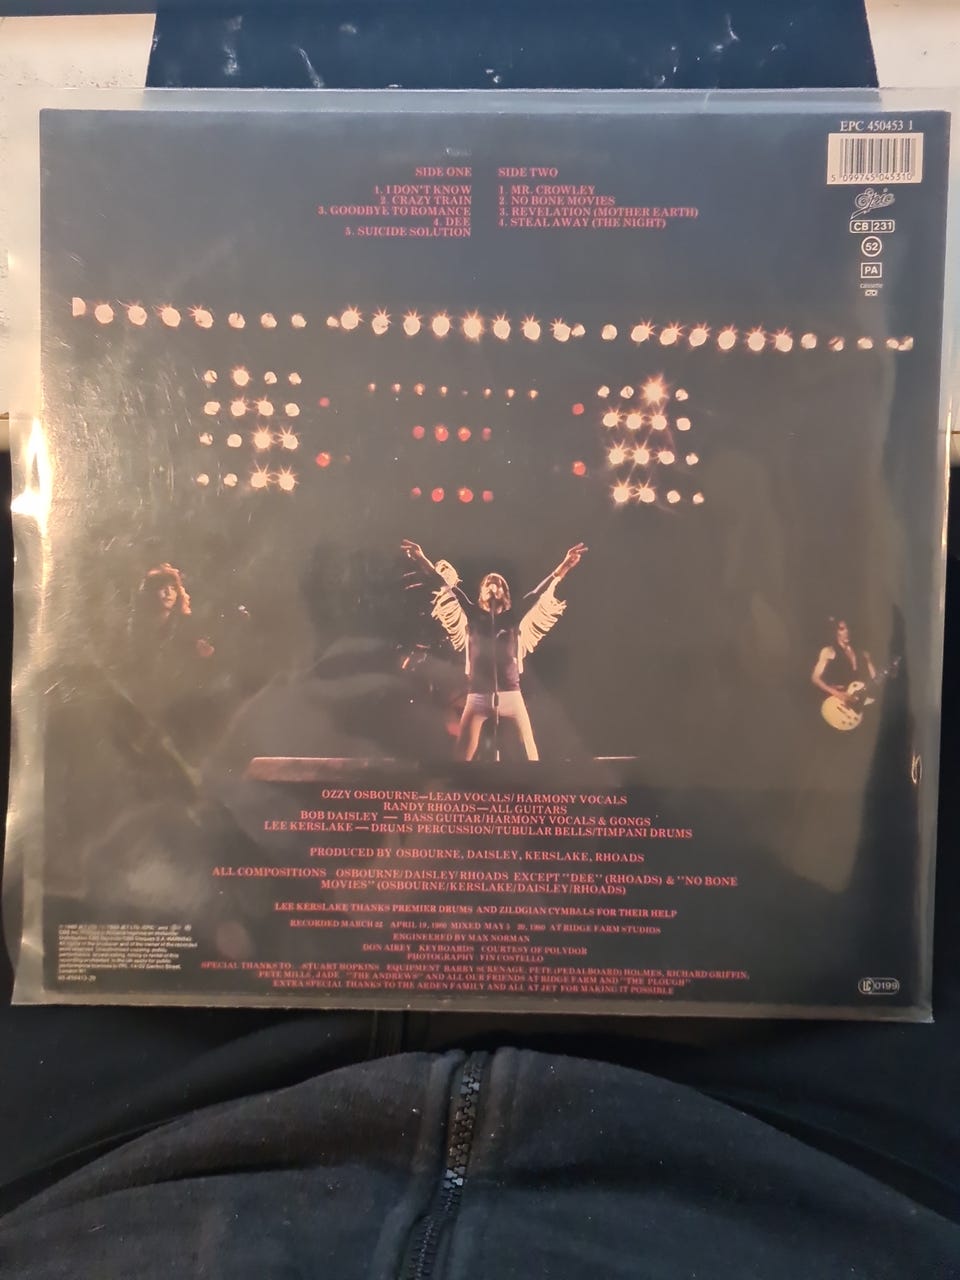 EPC 450453 1
5 099745 045310
Epic
CB 231
52
PA
cassette
SIDE ONE
1. I DON'T KNOW
2. CRAZY TRAIN
3. GOODBYE TO ROMANCE
4. DEE
5. SUICIDE SOLUTION
SIDE TWO
1. MR. CROWLEY
2. NO BONE MOVIES
3. REVELATION (MOTHER EARTH)
4. STEAL AWAY (THE NIGHT)
OZZY OSBOURNE—LEAD VOCALS/HARMONY VOCALS
RANDY RHOADS—ALL GUITARS
BOB DAISLEY — BASS GUITAR/HARMONY VOCALS & GONGS
LEE KERSLAKE — DRUMS PERCUSSION/TUBULAR BELLS/TIMPANI DRUMS
PRODUCED BY OSBOURNE, DAISLEY, KERSLAKE, RHOADS
ALL COMPOSITIONS OSBOURNE/DAISLEY/RHOADS EXCEPT "DEE" (RHOADS) & "NO BONE
MOVIES" (OSBOURNE/KERSLAKE/DAISLEY/RHOADS)
LEE KERSLAKE THANKS PREMIER DRUMS AND ZILDGIAN CYMBALS FOR THEIR HELP
RECORDED MARCH 22 APRIL 19, 1980 MIXED MAY 5 20, 1980 AT RIDGE FARM STUDIOS
ENGINEERED BY MAX NORMAN
DON AIREY KEYBOARDS COURTESY OF POLYDOR
PHOTOGRAPHY FIN COSTELLO
SPECIAL THANKS TO STUART HOPKINS EQUIPMENT BARRY SCRENAGE, PETE (PEDALBOARD) HOLMES, RICHARD GRIFFIN,
PETE MILLS, JADE, "THE ANDREWS" AND ALL OUR FRIENDS AT RIDGE FARM AND "THE PLOUGH"
EXTRA SPECIAL THANKS TO THE ARDEN FAMILY AND ALL AT JET FOR MAKING IT POSSIBLE
LC 0199